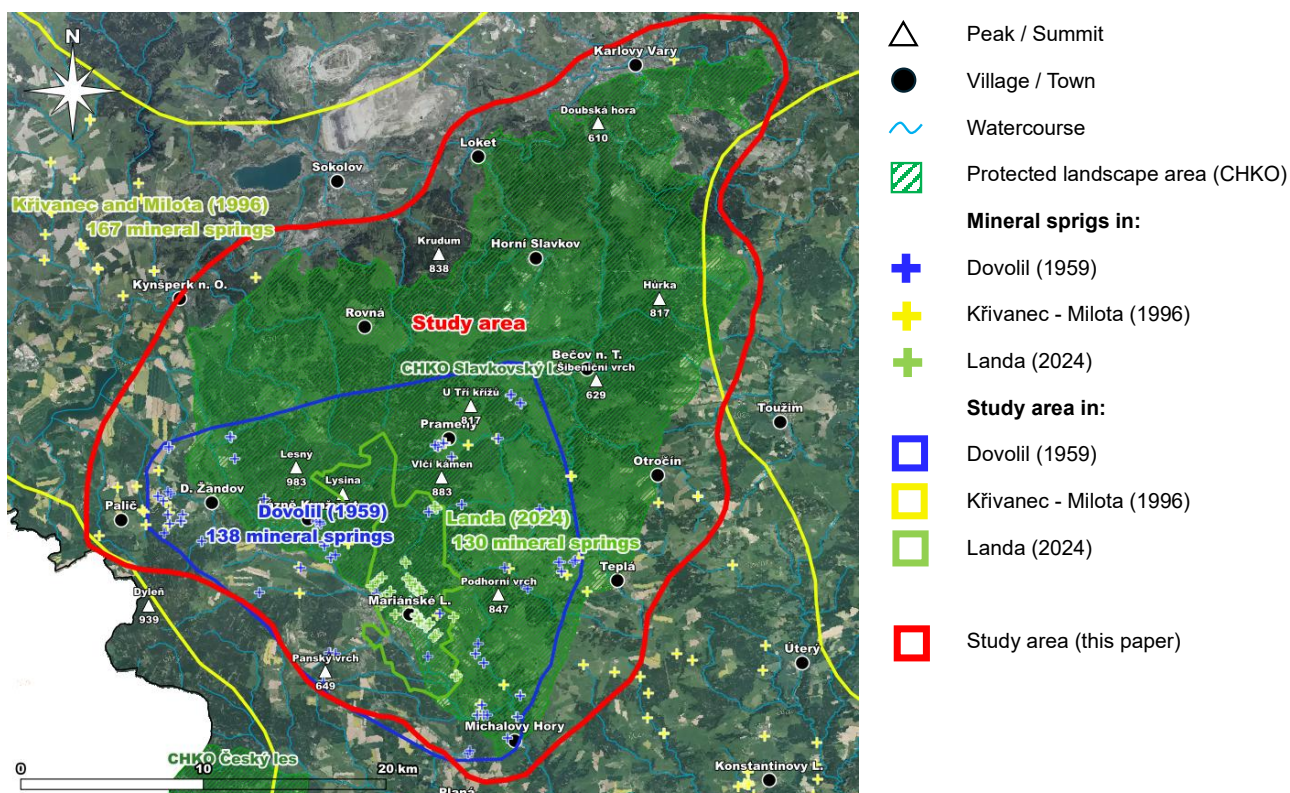 N
Karlovy Vary
Doubská hora
610
Loket
Sokolov
Křivanec and Milota (1996)
167 mineral springs
Krudum
838
Horní Slavkov
Kynšperk n. O.
Hůrka
817
Rovná
Study area
Bečov n. T.
CHKO Slavkovský
Šibeniční vrch
629
U Tří křížů
817
Toužim
Prameny
Lesný
983
Vlčí kámen
883
Otročín
Lysina
D. Žandov
Palič
Dovolil (1959)
138 mineral springs
Landa (2024)
130 mineral springs
Teplá
Podhorní vrch
847
Dyleň
939
Mariánské L.
Panský vrch
649
Útery
Michalovy Hory
CHKO Český les
Konstantinovy L.
0
10
20 km
Planá
Peak / Summit
Village / Town
Watercourse
Protected landscape area (CHKO)
Mineral sprigs in:
Dovolil (1959)
Křivanec - Milota (1996)
Landa (2024)
Study area in:
Dovolil (1959)
Křivanec - Milota (1996)
Landa (2024)
Study area (this paper)